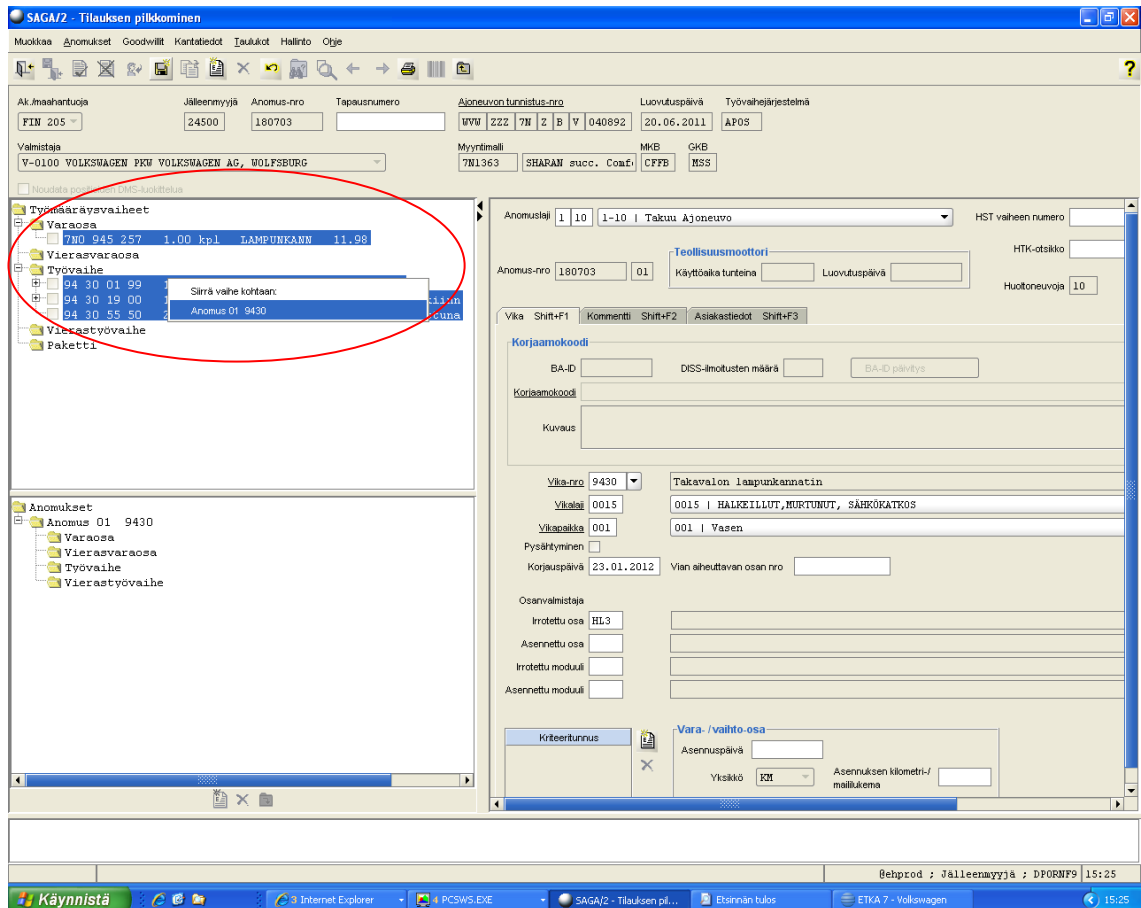 SAGA/2 - Tilauksen pilkkominen
Muokkaa Anomukset Goodwillit Kantatiedot Taulukot Hallinto Ohje
?
Ak./maahantuoja Jälleenmyyjä Anomus-nro Tapausnumero Ajoneuvon tunnistus-nro Luovutuspäivä Työvaihejärjestelmä
FIN 205 24500 180703 WVW ZZZ 7N Z B V 040892 20.06.2011 APOS
Valmistaja Myyntimalli MKB GKB
V-0100 VOLKSWAGEN PKW VOLKSWAGEN AG, WOLFSBURG 7N1363 SHARAN succ. Comf CFFB MSS
Noudata positioiden DMS-luokittelua
Työmääräysvaiheet
Varaosa
7N0 945 257 1.00 kpl LAMPUNKANN 11.98
Vierasvaraosa
Työvaihe
94 30 01 99
94 30 19 00 kiinn
94 30 55 50 tuna
Vierastyövaihe
Paketti
Siirrä vaihe kohtaan:
Anomus 01 9430
Anomukset
Anomus 01 9430
Varaosa
Vierasvaraosa
Työvaihe
Vierastyövaihe
Anomuslaji 1 10 1-10 | Takuu Ajoneuvo HST vaiheen numero
Teollisuusmoottori HTK-otsikko
Anomus-nro 180703 01 Käyttöaika tunteina Luovutuspäivä
Huoltoneuvoja 10
Vika Shift+F1 Kommentti Shift+F2 Asiakastiedot Shift+F3
Korjaamokoodi
BA-ID DISS-ilmoitusten määrä BA-ID päivitys
Korjaamokoodi
Kuvaus
Vika-nro 9430 Takavalon lampunkannatin
Vikalaji 0015 0015 | HALKEILLUT,MURTUNUT, SÄHKÖKATKOS
Vikapaikka 001 001 | Vasen
Pysähtyminen
Korjauspäivä 23.01.2012 Vian aiheuttavan osan nro
Osanvalmistaja
Irrotettu osa HL3
Asennettu osa
Irrotettu moduuli
Asennettu moduuli
Kriteeritunnus
Vara- /vaihto-osa
Asennuspäivä
Yksikkö KM Asennuksen kilometri-/
maililukema
@ehprod ; Jälleenmyyjä ; DPORNF9 15:25
Käynnistä 3 Internet Explorer 4 PCSWS.EXE SAGA/2 - Tilauksen pil... Etsinnän tulos ETKA 7 - Volkswagen 15:25